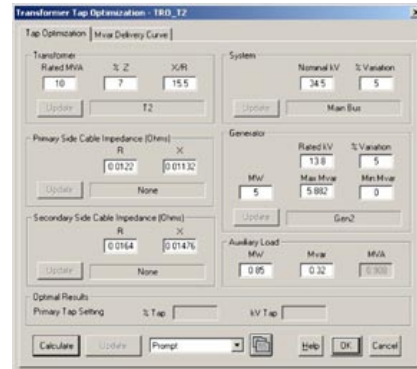 Transformer Tap Optimization - TRO_T2
Tap Optimization Mvar Delivery Curve
Transformer
Rated MVA % Z X/R
10 7 15.5
Update T2
System
Nominal kV % Variation
34.5 5
Update Main Bus
Primary Side Cable Impedance (Ohms)
R X
0.0122 0.01132
Update None
Generator
Rated kV % Variation
13.8 5
MW Max Mvar Min Mvar
5 5.882 0
Update Gen2
Secondary Side Cable Impedance (Ohms)
R X
0.0164 0.01476
Update None
Auxiliary Load
MW Mvar MVA
0.85 0.32 0.908
Optimal Results
Primary Tap Setting % Tap kV Tap
Calculate Update Prompt Help OK Cancel